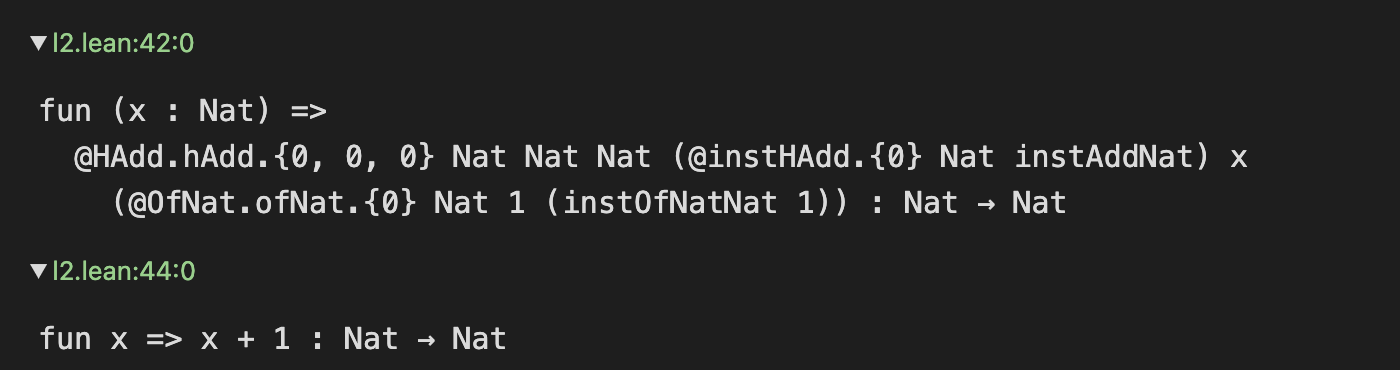 ▼l2.lean:42:0
fun (x : Nat) =>
  @HAdd.hAdd.{0, 0, 0} Nat Nat Nat (@instHAdd.{0} Nat instAddNat) x
    (@OfNat.ofNat.{0} Nat 1 (instOfNatNat 1)) : Nat → Nat
▼l2.lean:44:0
fun x => x + 1 : Nat → Nat